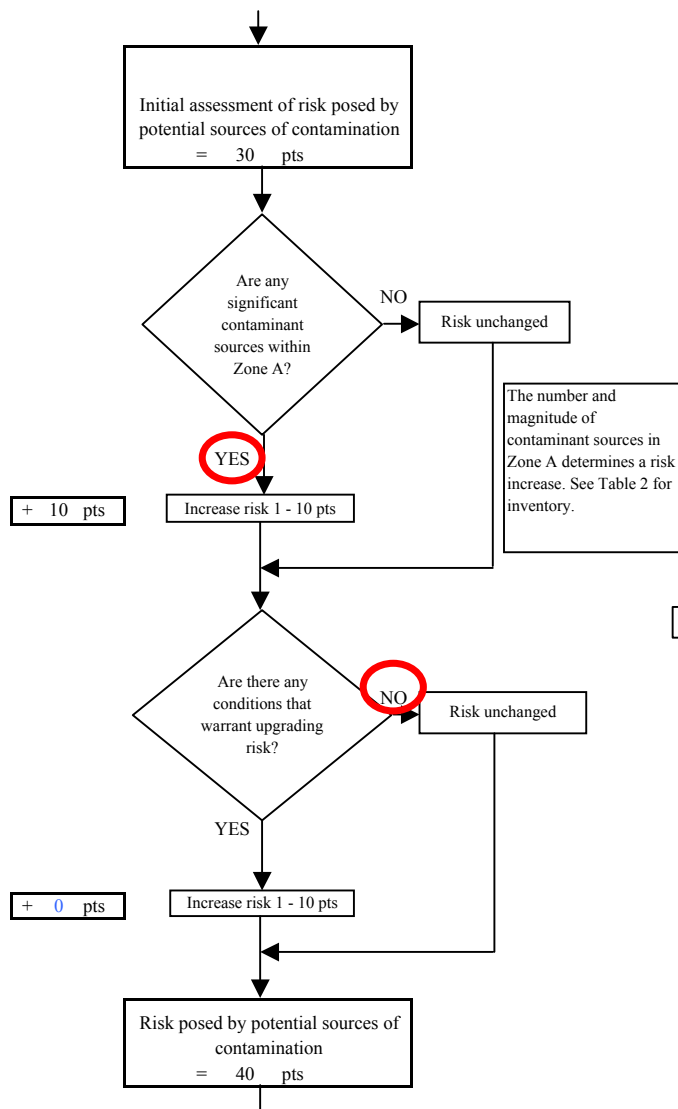 Initial assessment of risk posed by
potential sources of contamination
= 30 pts
Are any
significant
contaminant
sources within
Zone A?
NO
Risk unchanged
The number and
magnitude of
contaminant sources in
Zone A determines a risk
increase. See Table 2 for
inventory.
YES
+ 10 pts
Increase risk 1 - 10 pts
Are there any
conditions that
warrant upgrading
risk?
NO
Risk unchanged
YES
+ 0 pts
Increase risk 1 - 10 pts
Risk posed by potential sources of
contamination
= 40 pts